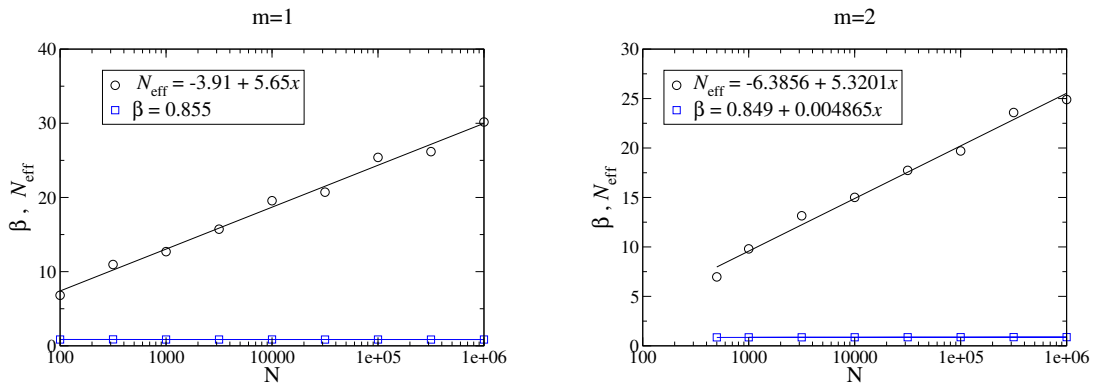 m=1
40
30
20
10
0
β , N_eff
N_eff = -3.91 + 5.65x
β = 0.855
100 1000 10000 1e+05 1e+06
N
m=2
30
25
20
15
10
5
0
β , N_eff
N_eff = -6.3856 + 5.3201x
β = 0.849 + 0.004865x
100 1000 10000 1e+05 1e+06
N